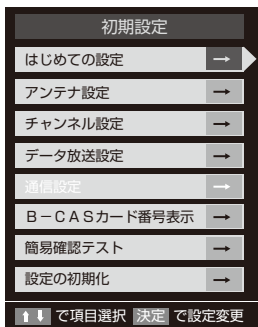 初期設定
はじめての設定 →
アンテナ設定 →
チャンネル設定 →
データ放送設定 →
通信設定 →
B-CASカード番号表示 →
簡易確認テスト →
設定の初期化 →
⬆⬇ で項目選択 決定 で設定変更